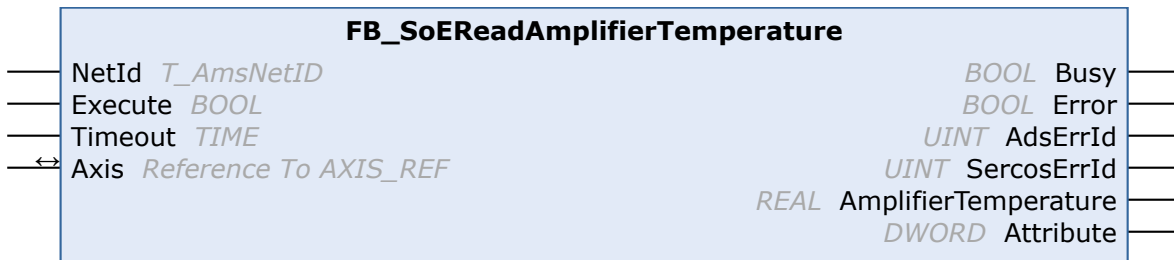 FB_SoEReadAmplifierTemperature
NetId T_AmsNetID BOOL Busy
Execute BOOL BOOL Error
Timeout TIME UINT AdsErrId
↔ Axis Reference To AXIS_REF UINT SercosErrId
REAL AmplifierTemperature
DWORD Attribute